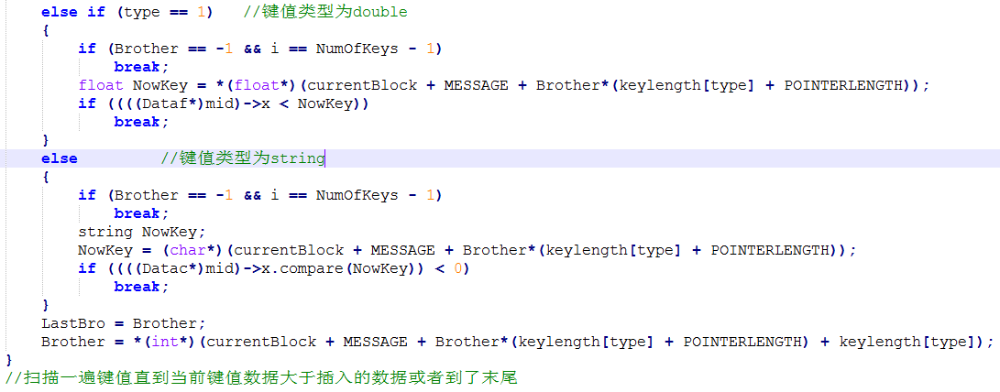 else if (type == 1)   //键值类型为double
{
if (Brother == -1 && i == NumOfKeys - 1)
break;
float NowKey = *(float*)(currentBlock + MESSAGE + Brother*(keylength[type] + POINTERLENGTH));
if ((((Dataf*)mid)->x < NowKey))
break;
}
else         //键值类型为string
{
if (Brother == -1 && i == NumOfKeys - 1)
break;
string NowKey;
NowKey = (char*)(currentBlock + MESSAGE + Brother*(keylength[type] + POINTERLENGTH));
if ((((Datac*)mid)->x.compare(NowKey)) < 0)
break;
}
LastBro = Brother;
Brother = *(int*)(currentBlock + MESSAGE + Brother*(keylength[type] + POINTERLENGTH) + keylength[type]);
}
//扫描一遍键值直到当前键值数据大于插入的数据或者到了末尾